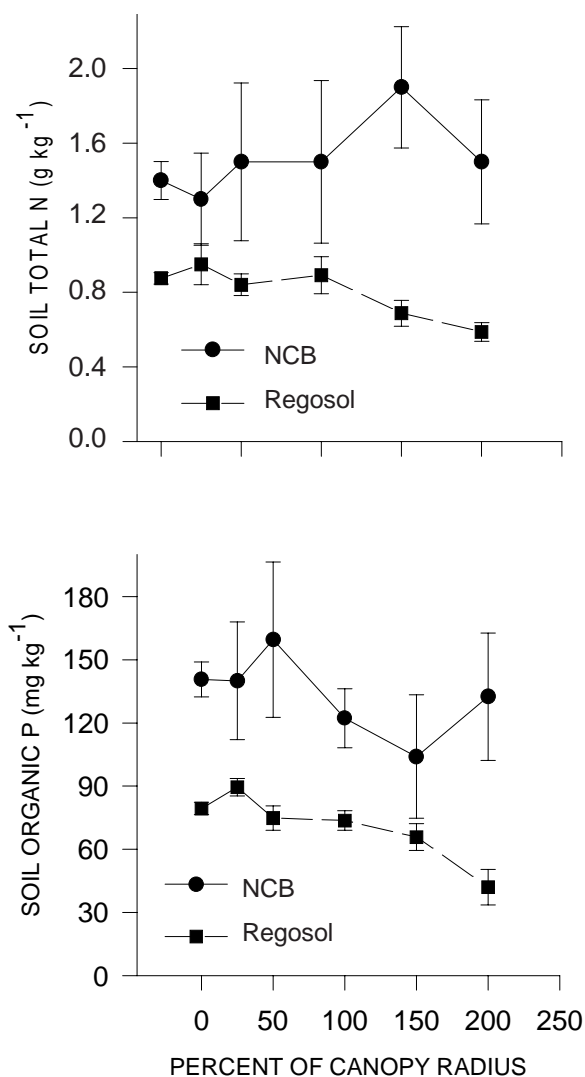 SOIL TOTAL N (g kg -1)
2.0
1.6
1.2
0.8
0.4
0.0
NCB
Regosol
SOIL ORGANIC P (mg kg-1)
180
150
120
90
60
30
0
NCB
Regosol
0 50 100 150 200 250
PERCENT OF CANOPY RADIUS